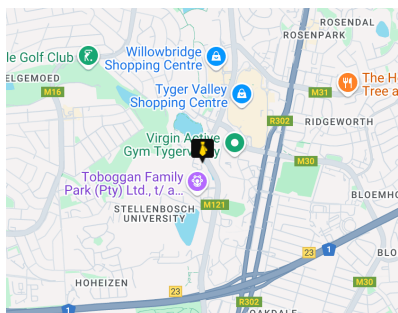 ROSENDAL
ROSENPARK
Willowbridge
Shopping Centre
le Golf Club
ELGEMOED
M16
Tyger Valley
Shopping Centre
The H
Tree a
M31
R302
RIDGEWORTH
Virgin Active
Gym Tygerv
y
M30
Toboggan Family
Park (Pty) Ltd., t/ a...
BLOEMH
M121
STELLENBOSCH
UNIVERSITY
1
23
BLO
M30
HOHEIZEN
23
R302
1
OAKDALE